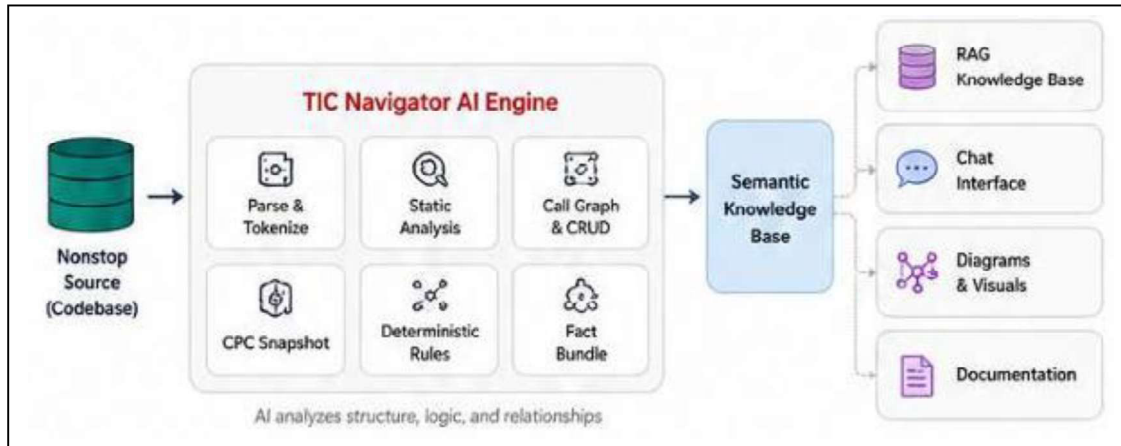 TIC Navigator AI Engine
Parse &
Tokenize
Static
Analysis
Call Graph
& CRUD
CPC Snapshot
Deterministic
Rules
Fact
Bundle
AI analyzes structure, logic, and relationships
Nonstop
Source
(Codebase)
Semantic
Knowledge
Base
RAG
Knowledge Base
Chat
Interface
Diagrams
& Visuals
Documentation